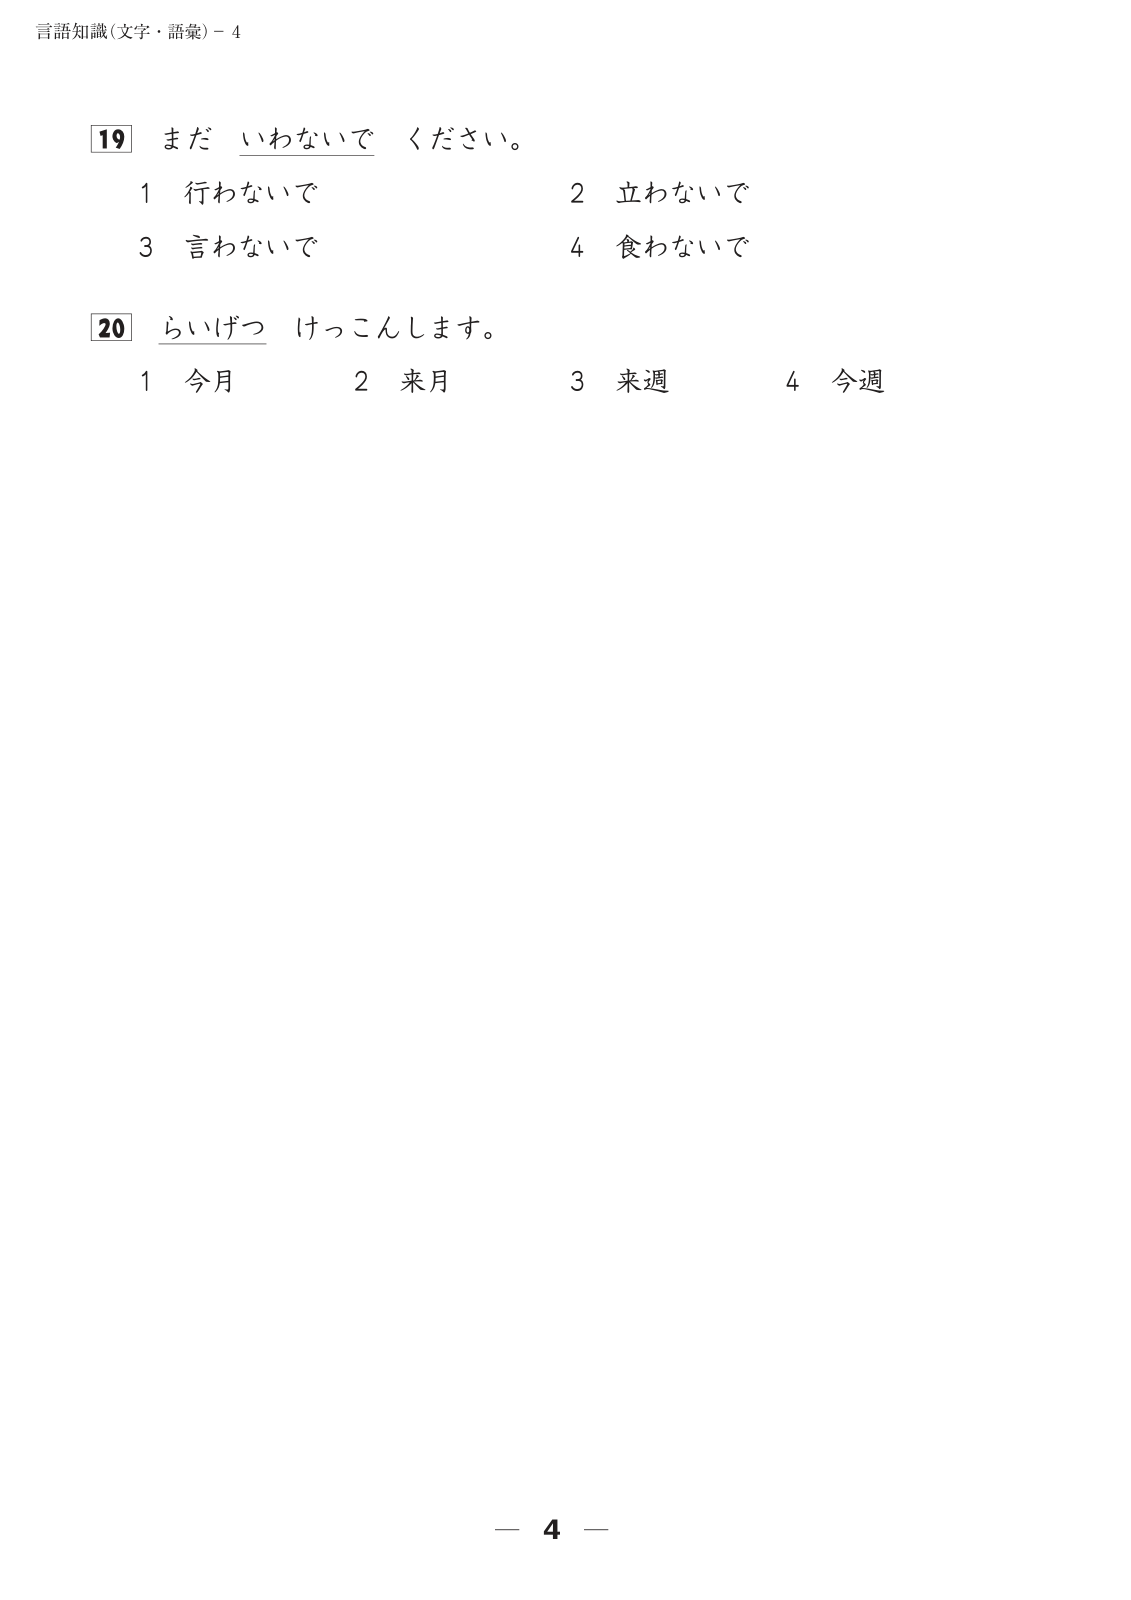 言語知識(文字・語彙)− 4
19　まだ　いわないで　ください。
1　行わないで　2　立わないで
3　言わないで　4　食わないで
20　らいげつ　けっこんします。
1　今月　2　来月　3　来週　4　今週
— 4 —